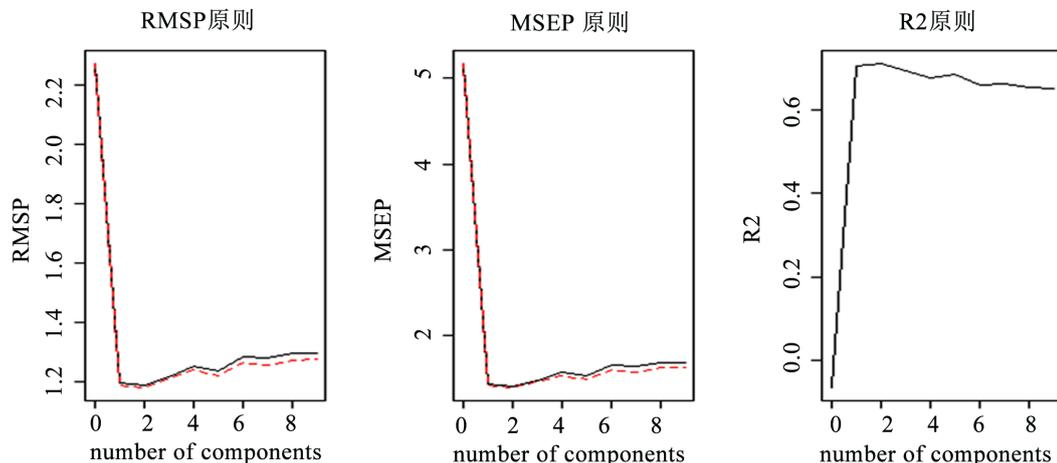 RMSP原则
MSEP 原则
R2原则
RMSP
2.2
2.0
1.8
1.6
1.4
1.2
0 2 4 6 8
number of components
MSEP
5
4
3
2
0 2 4 6 8
number of components
R2
0.6
0.4
0.2
0.0
0 2 4 6 8
number of components